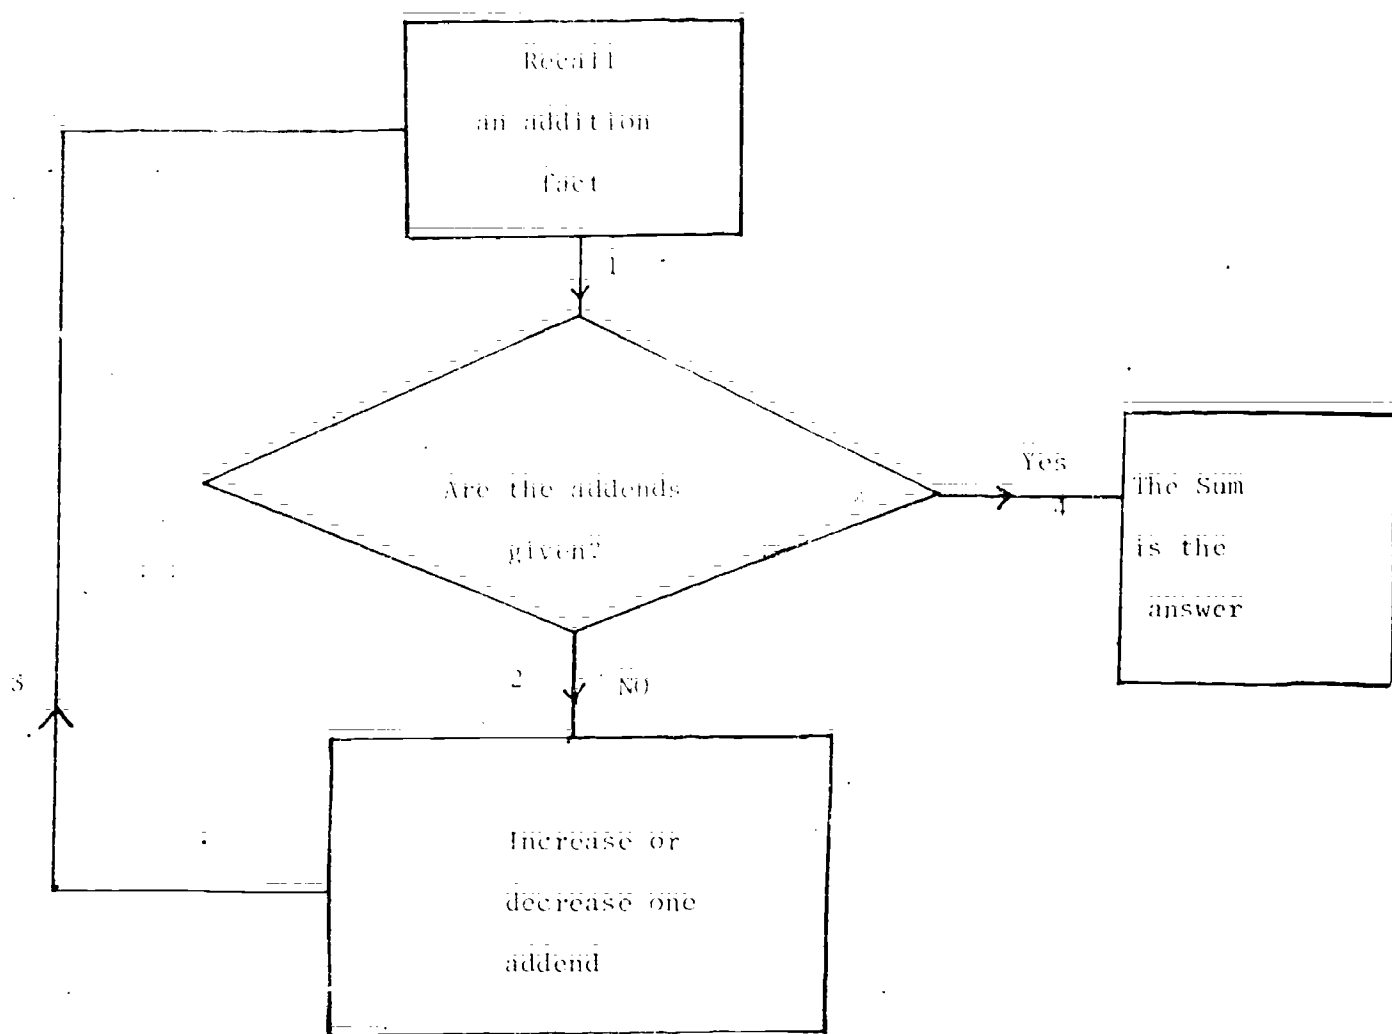 Recall
an addition
fact
1
Are the addends
given?
Yes
4
The Sum
is the
answer
2 NO
3
Increase or
decrease one
addend